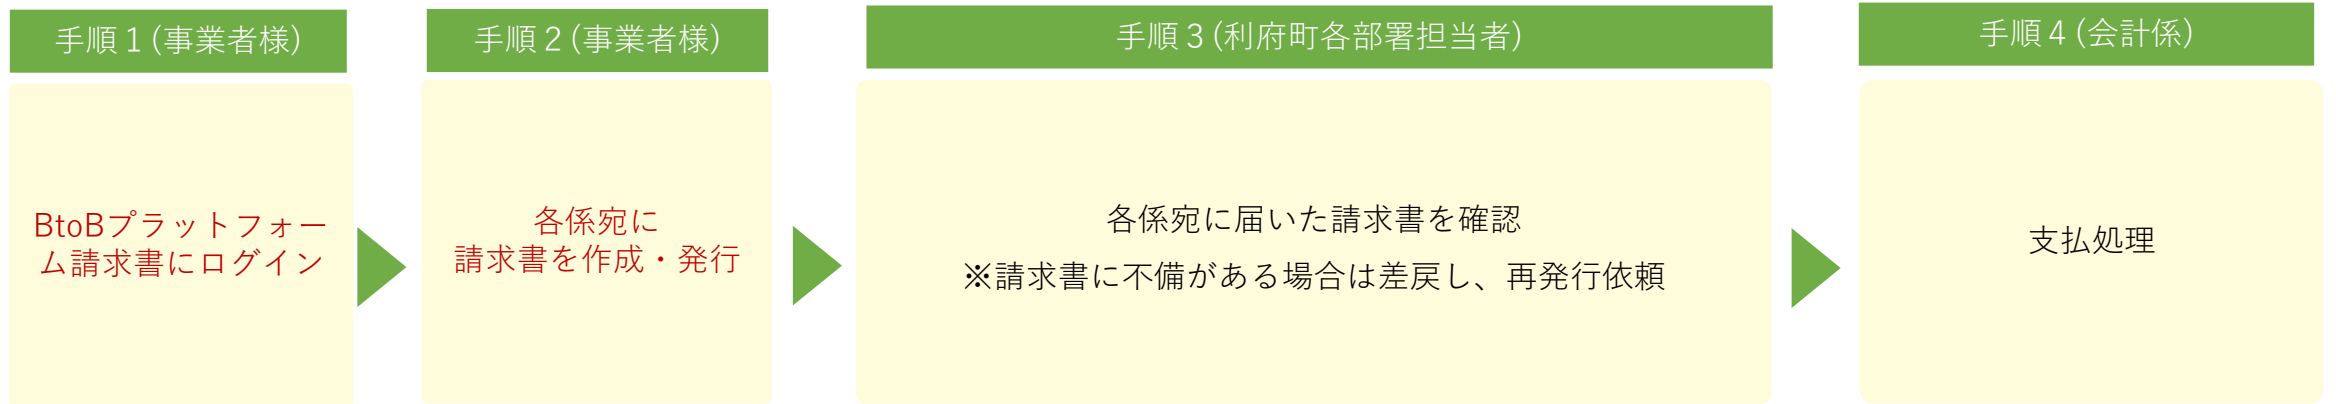 手順１(事業者様)
BtoBプラットフォー
ム請求書にログイン
手順２(事業者様)
各係宛に
請求書を作成・発行
手順３(利府町各部署担当者)
各係宛に届いた請求書を確認
※請求書に不備がある場合は差戻し、再発行依頼
手順４(会計係)
支払処理